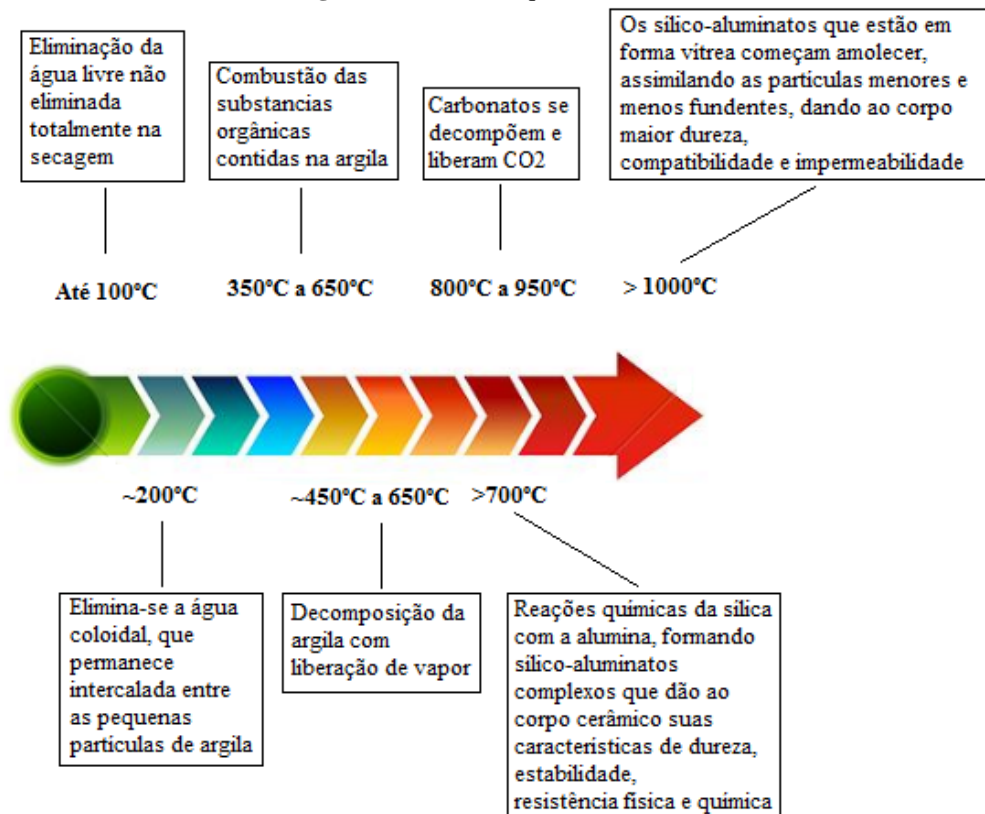 Eliminação da
água livre não
eliminada
totalmente na
secagem
Combustão das
substancias
orgânicas
contidas na argila
Carbonatos se
decompõem e
liberam CO2
Os sílico-aluminatos que estão em
forma vítrea começam amolecer,
assimilando as partículas menores e
menos fundentes, dando ao corpo
maior dureza,
compatibilidade e impermeabilidade
Até 100ºC
350ºC a 650ºC
800ºC a 950ºC
> 1000ºC
~200ºC
~450ºC a 650ºC
>700ºC
Elimina-se a água
coloidal, que
permanece
intercalada entre
as pequenas
partículas de argila
Decomposição da
argila com
liberação de vapor
Reações químicas da sílica
com a alumina, formando
sílico-aluminatos
complexos que dão ao
corpo cerâmico suas
características de dureza,
estabilidade,
resistência física e química